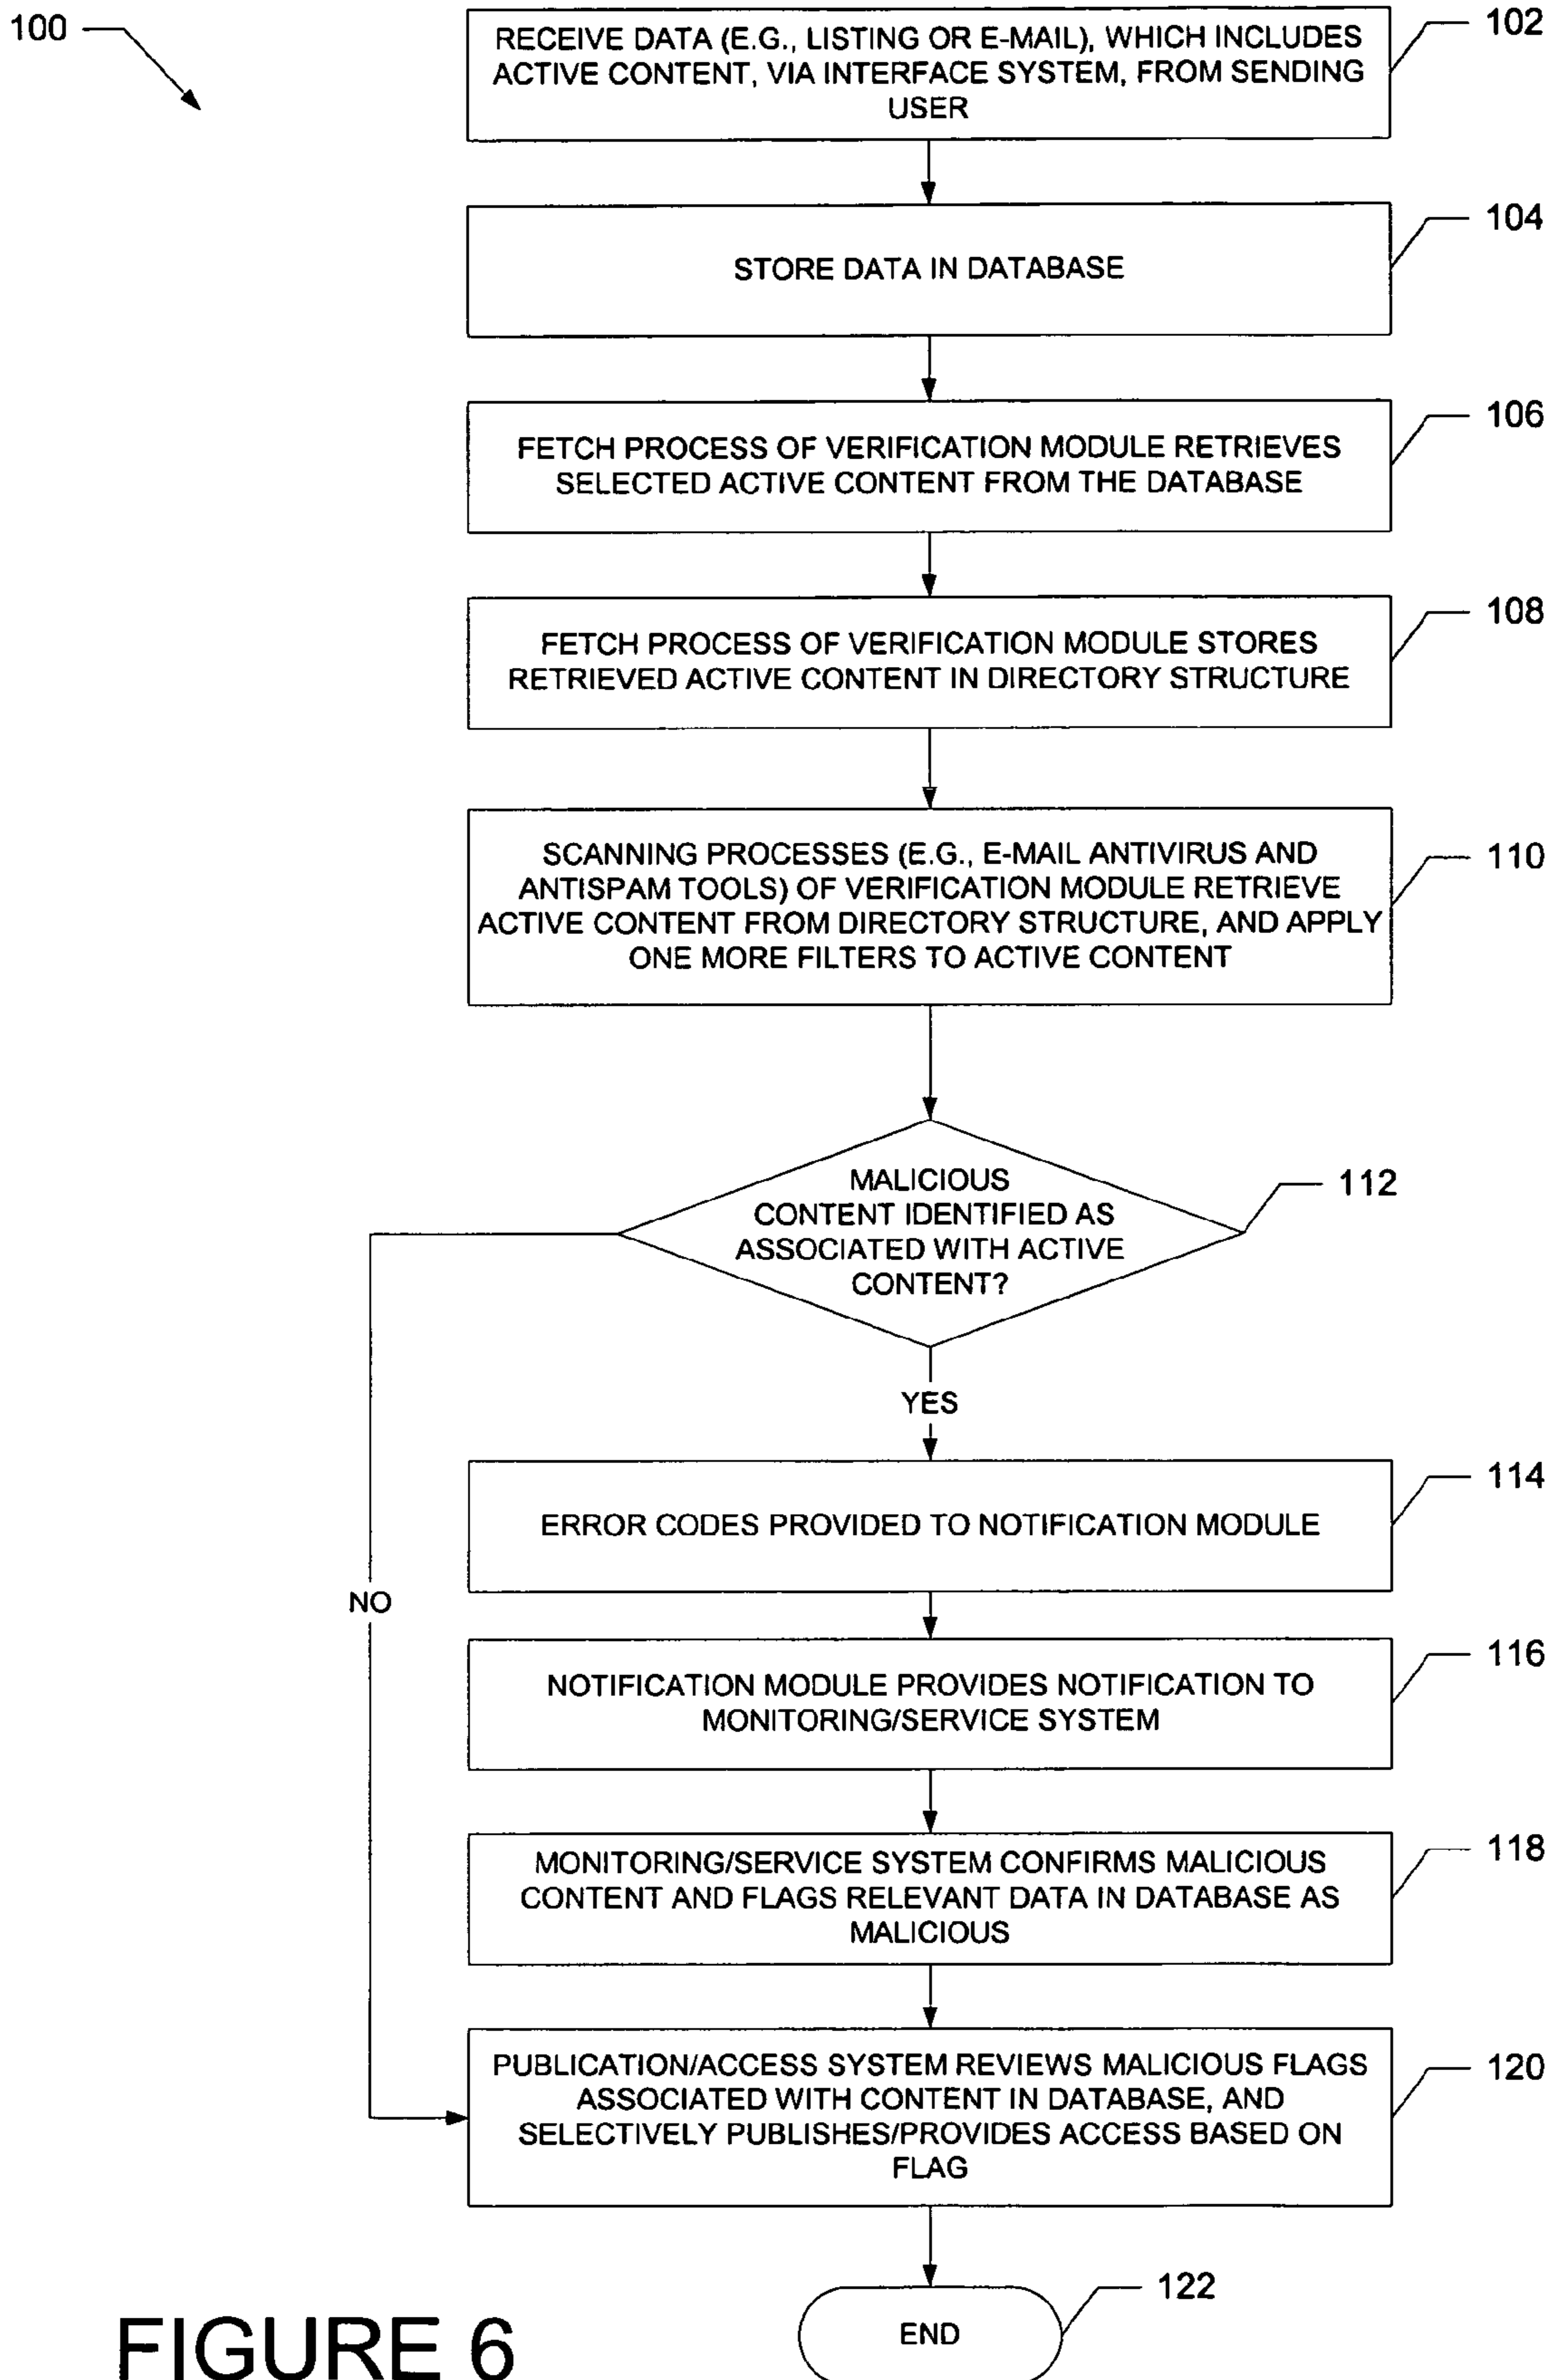 100
RECEIVE DATA (E.G., LISTING OR E-MAIL), WHICH INCLUDES
ACTIVE CONTENT, VIA INTERFACE SYSTEM, FROM SENDING
USER
102
STORE DATA IN DATABASE
104
FETCH PROCESS OF VERIFICATION MODULE RETRIEVES
SELECTED ACTIVE CONTENT FROM THE DATABASE
106
FETCH PROCESS OF VERIFICATION MODULE STORES
RETRIEVED ACTIVE CONTENT IN DIRECTORY STRUCTURE
108
SCANNING PROCESSES (E.G., E-MAIL ANTIVIRUS AND
ANTISPAM TOOLS) OF VERIFICATION MODULE RETRIEVE
ACTIVE CONTENT FROM DIRECTORY STRUCTURE, AND APPLY
ONE MORE FILTERS TO ACTIVE CONTENT
110
MALICIOUS
CONTENT IDENTIFIED AS
ASSOCIATED WITH ACTIVE
CONTENT?
112
YES
ERROR CODES PROVIDED TO NOTIFICATION MODULE
114
NO
NOTIFICATION MODULE PROVIDES NOTIFICATION TO
MONITORING/SERVICE SYSTEM
116
MONITORING/SERVICE SYSTEM CONFIRMS MALICIOUS
CONTENT AND FLAGS RELEVANT DATA IN DATABASE AS
MALICIOUS
118
PUBLICATION/ACCESS SYSTEM REVIEWS MALICIOUS FLAGS
ASSOCIATED WITH CONTENT IN DATABASE, AND
SELECTIVELY PUBLISHES/PROVIDES ACCESS BASED ON
FLAG
120
END
122
FIGURE 6